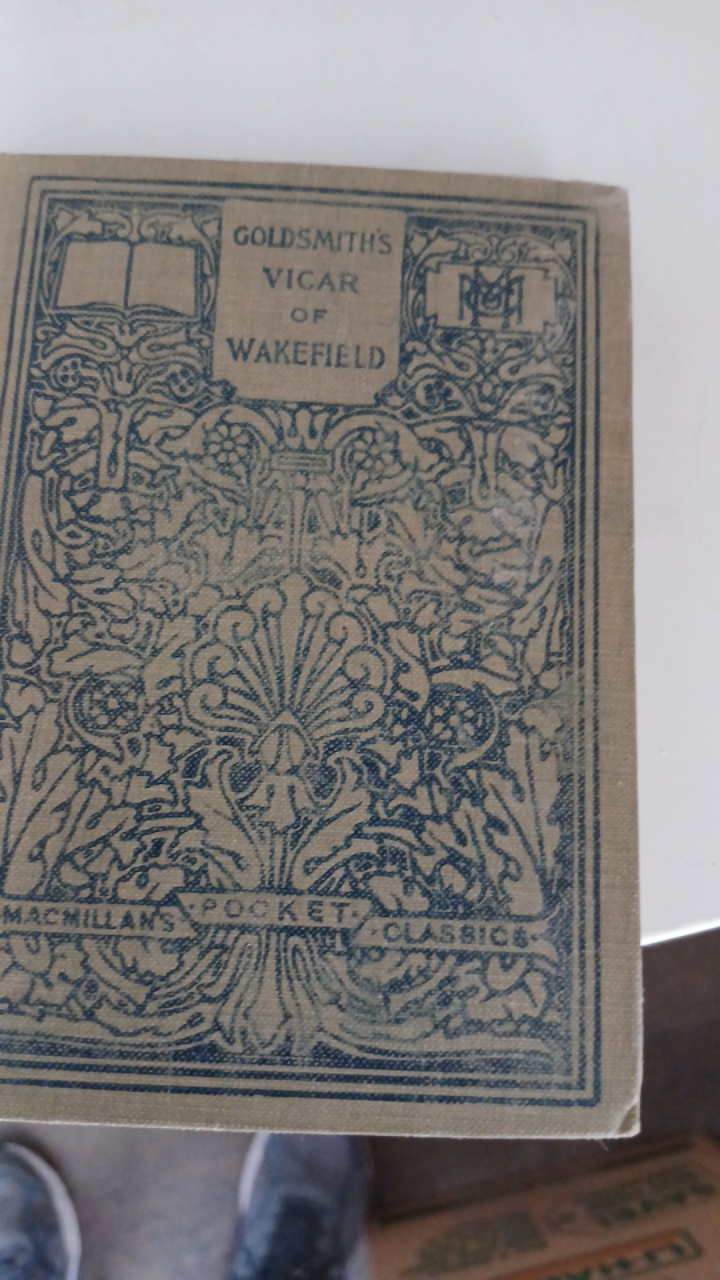 GOLDSMITH'S
VICAR
OF
WAKEFIELD
MACMILLAN'S ·POCKET· ·CLASSICS·